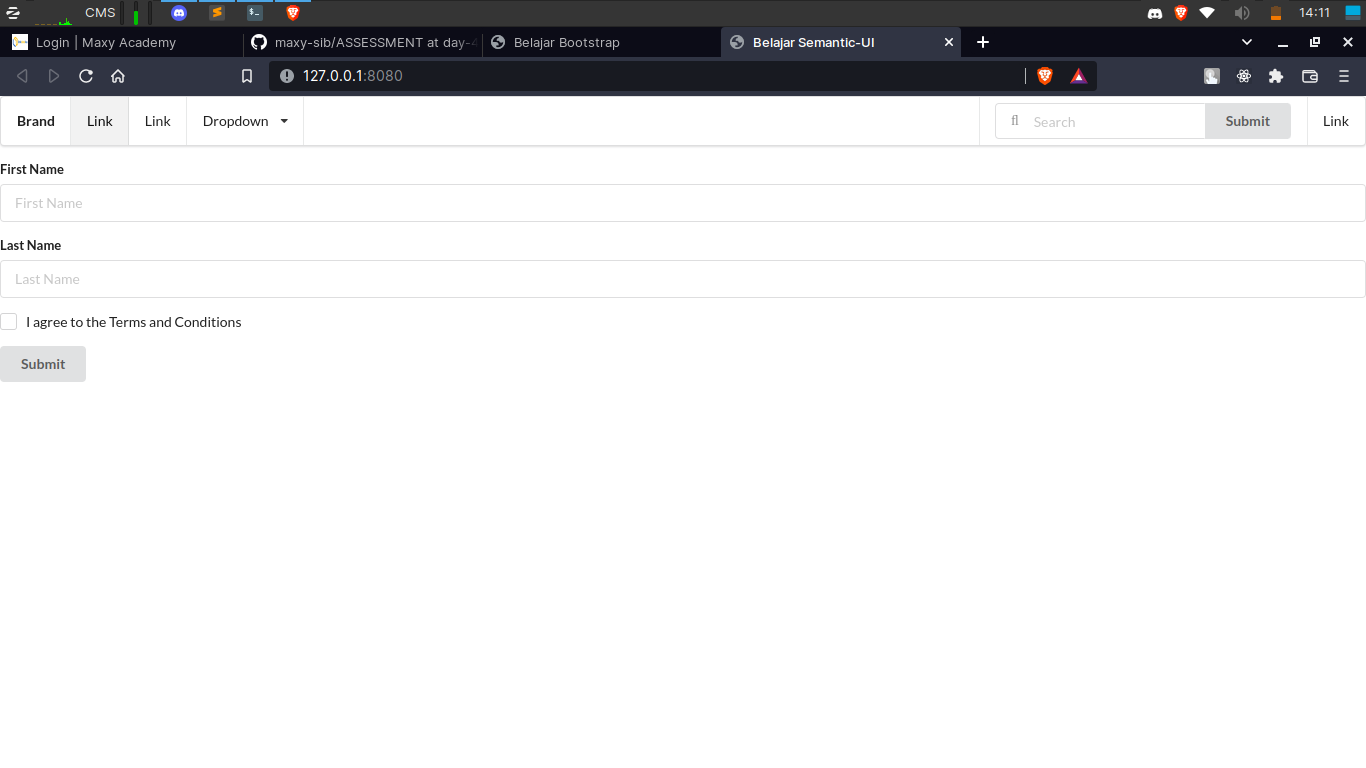 CMS
14:11
Login | Maxy Academy
maxy-sib/ASSESSMENT at day-4
Belajar Bootstrap
Belajar Semantic-UI
127.0.0.1:8080
Brand Link Link Dropdown
Search
Submit
Link
First Name
First Name
Last Name
Last Name
I agree to the Terms and Conditions
Submit